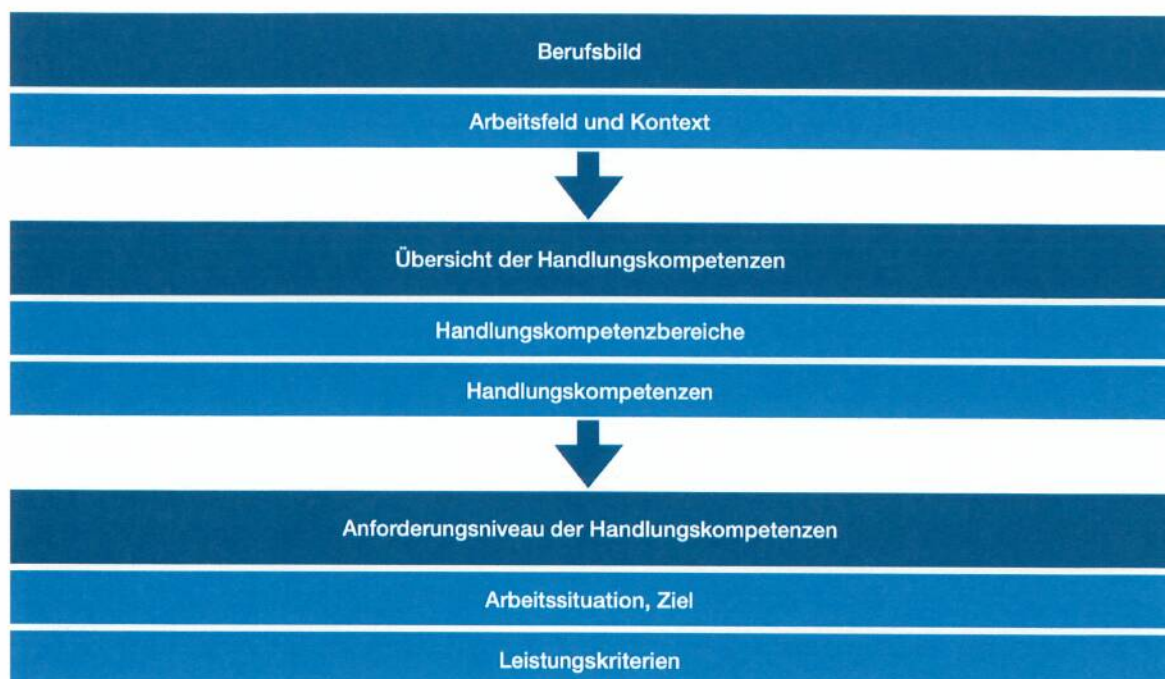 Berufsbild
Arbeitsfeld und Kontext
Übersicht der Handlungskompetenzen
Handlungskompetenzbereiche
Handlungskompetenzen
Anforderungsniveau der Handlungskompetenzen
Arbeitssituation, Ziel
Leistungskriterien